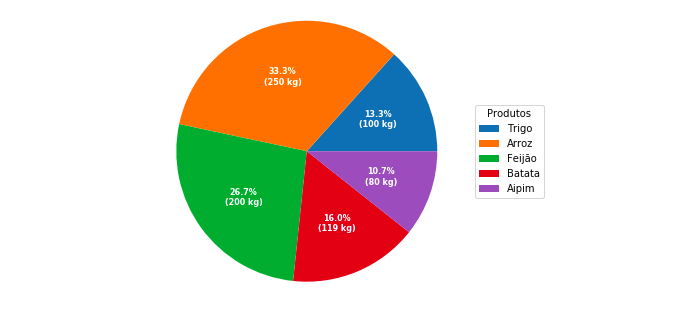 33.3%
(250 kg)
13.3%
(100 kg)
26.7%
(200 kg)
10.7%
(80 kg)
16.0%
(119 kg)
Produtos
Trigo
Arroz
Feijão
Batata
Aipim